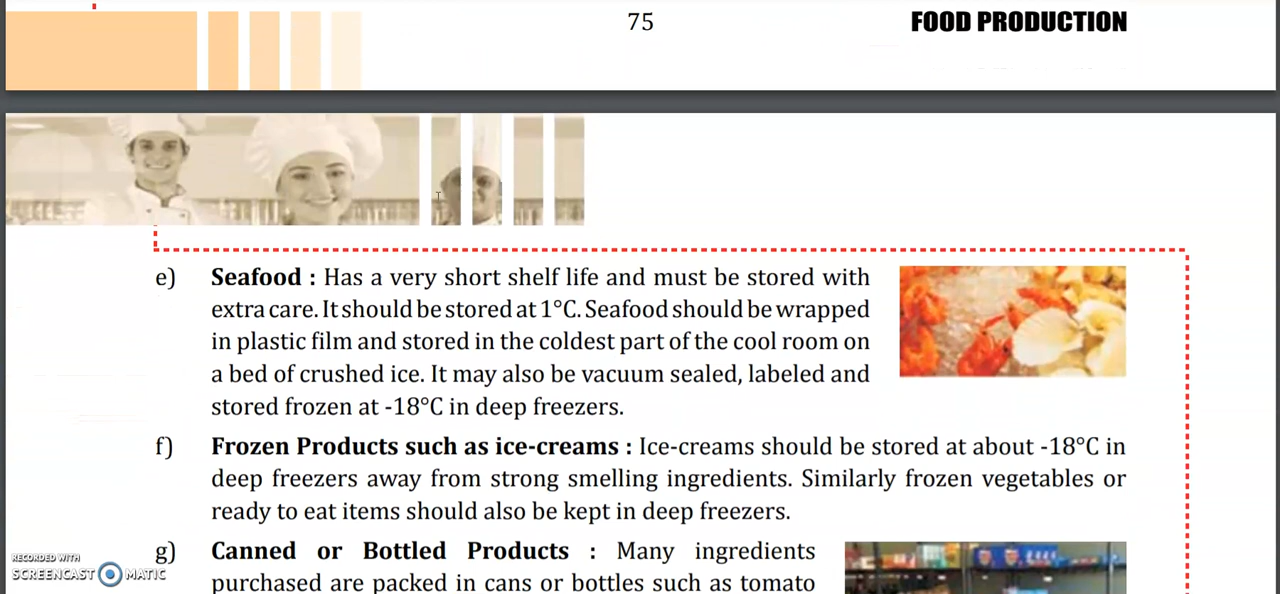 75
FOOD PRODUCTION
e) Seafood : Has a very short shelf life and must be stored with
extra care. It should be stored at 1°C. Seafood should be wrapped
in plastic film and stored in the coldest part of the cool room on
a bed of crushed ice. It may also be vacuum sealed, labeled and
stored frozen at -18°C in deep freezers.
f) Frozen Products such as ice-creams : Ice-creams should be stored at about -18°C in
deep freezers away from strong smelling ingredients. Similarly frozen vegetables or
ready to eat items should also be kept in deep freezers.
g) Canned or Bottled Products : Many ingredients
purchased are packed in cans or bottles such as tomato
RECORDED WITH
SCREENCAST MATIC